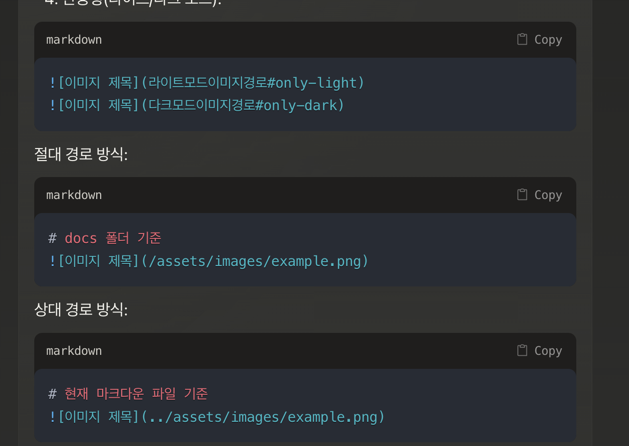 markdown
Copy
![이미지 제목](라이트모드이미지경로#only-light)
![이미지 제목](다크모드이미지경로#only-dark)
절대 경로 방식:
markdown
Copy
# docs 폴더 기준
![이미지 제목](/assets/images/example.png)
상대 경로 방식:
markdown
Copy
# 현재 마크다운 파일 기준
![이미지 제목](../assets/images/example.png)